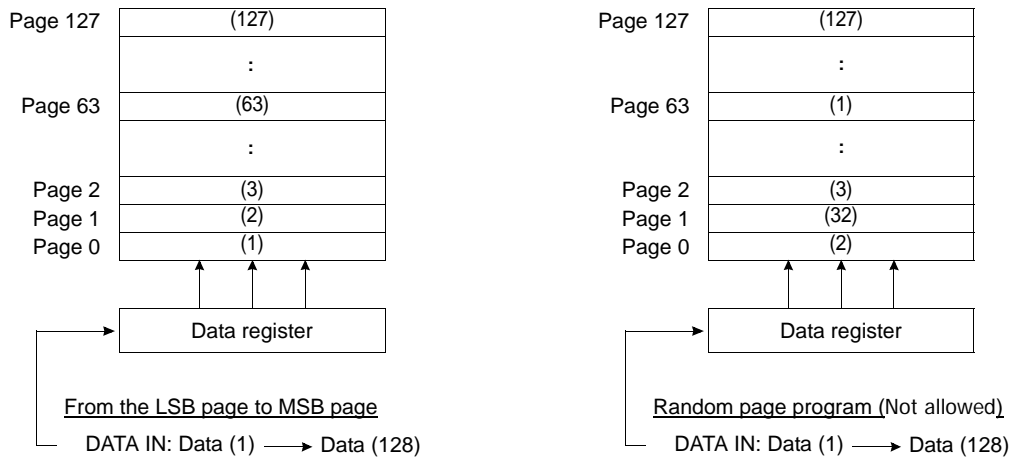 Page 127 (127)
:
Page 63 (63)
:
Page 2 (3)
Page 1 (2)
Page 0 (1)
Data register
From the LSB page to MSB page
DATA IN: Data (1) Data (128)
Page 127 (127)
:
Page 63 (1)
:
Page 2 (3)
Page 1 (32)
Page 0 (2)
Data register
Random page program (Not allowed)
DATA IN: Data (1) Data (128)